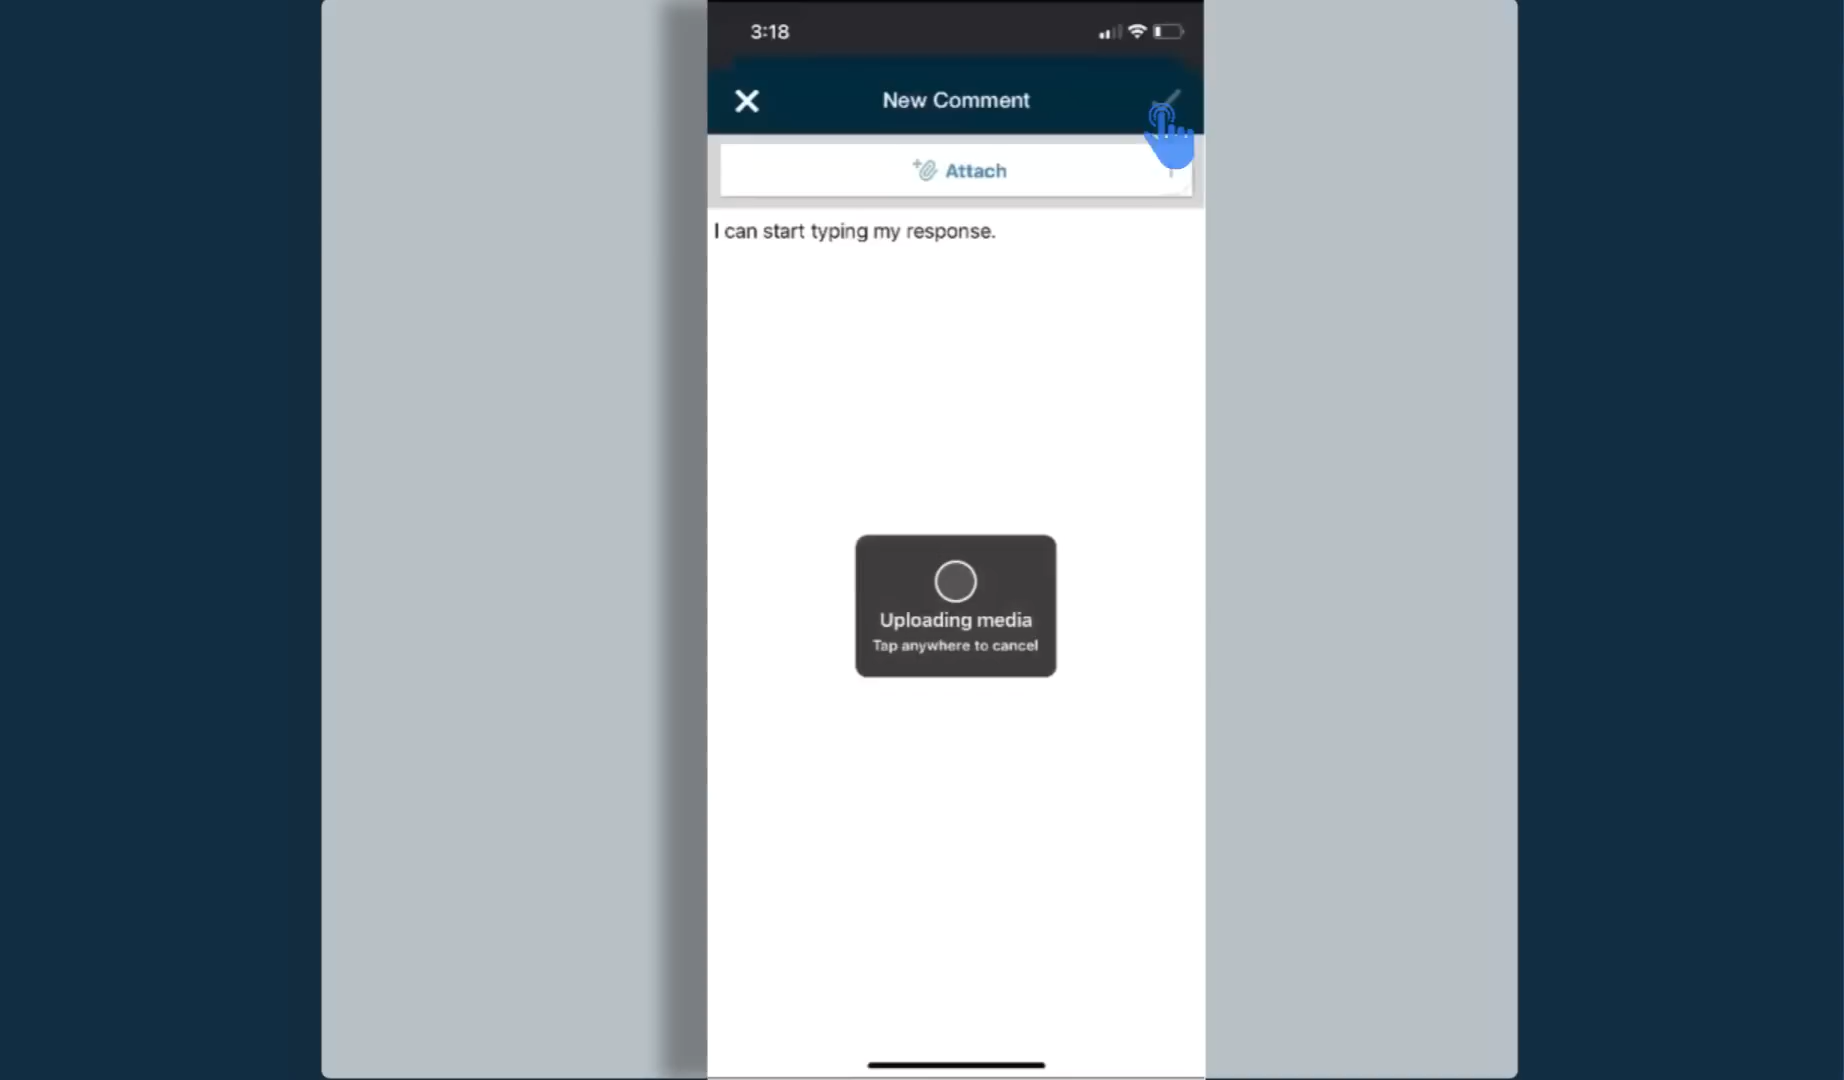 3:18
New Comment
Attach
I can start typing my response.
Uploading media
Tap anywhere to cancel